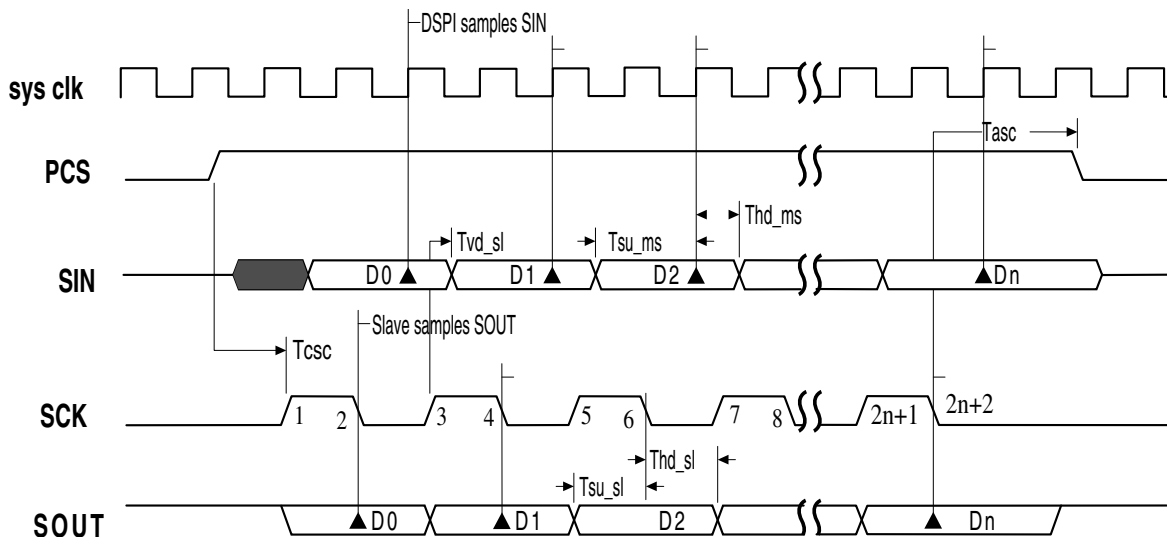 DSPI samples SIN
sys clk
Tasc
PCS
Thd_ms
Tvd_sl
Tsu_ms
SIN
D0
D1
D2
Dn
Slave samples SOUT
Tcsc
SCK
1
2
3
4
5
6
7
8
2n+1
2n+2
Thd_sl
Tsu_sl
SOUT
D0
D1
D2
Dn